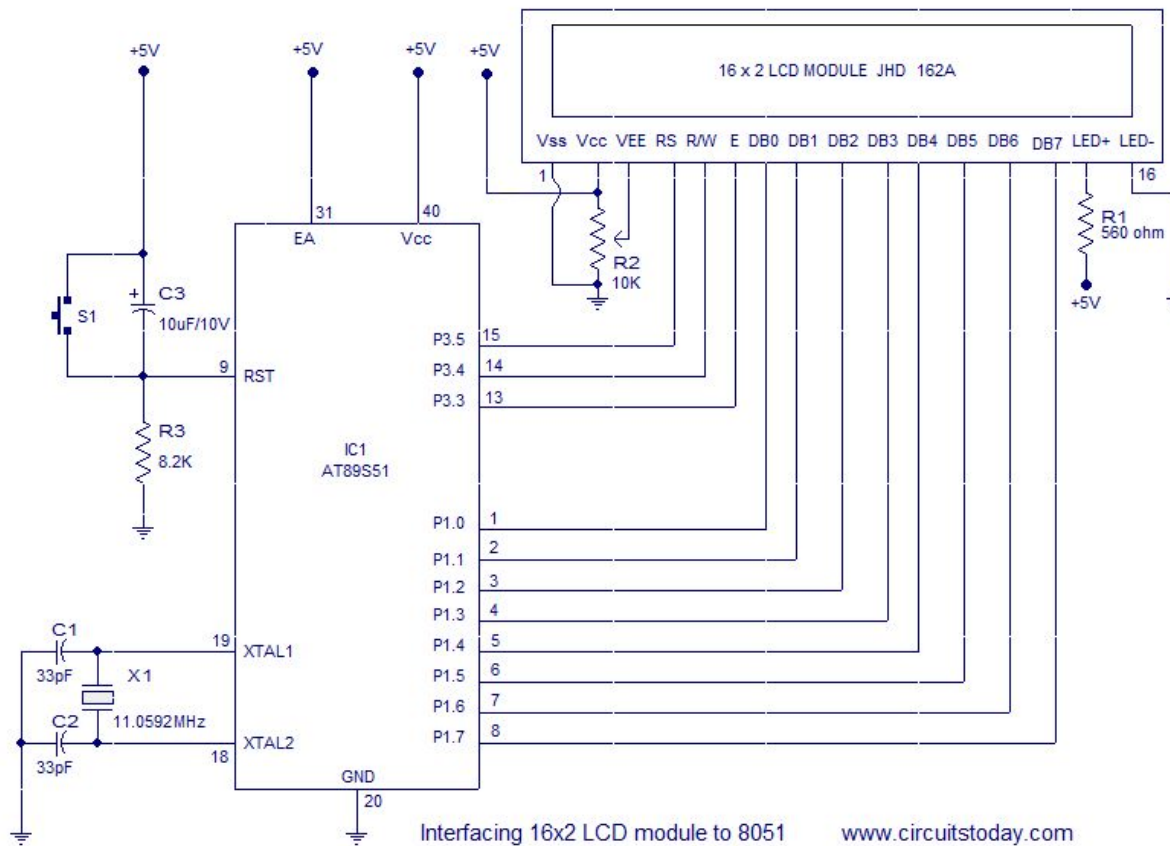 +5V
+5V
+5V
+5V
16 x 2 LCD MODULE JHD 162A
Vss Vcc VEE RS R/W E DB0 DB1 DB2 DB3 DB4 DB5 DB6 DB7 LED+ LED-
1
16
31
40
EA
Vcc
R1
560 ohm
R2
10K
+5V
C3
10uF/10V
S1
P3.5 15
P3.4 14
P3.3 13
9 RST
R3
8.2K
IC1
AT89S51
P1.0 1
P1.1 2
P1.2 3
P1.3 4
P1.4 5
P1.5 6
P1.6 7
P1.7 8
C1
33pF
19 XTAL1
X1
11.0592MHz
C2
33pF
18 XTAL2
GND
20
Interfacing 16x2 LCD module to 8051
www.circuitstoday.com